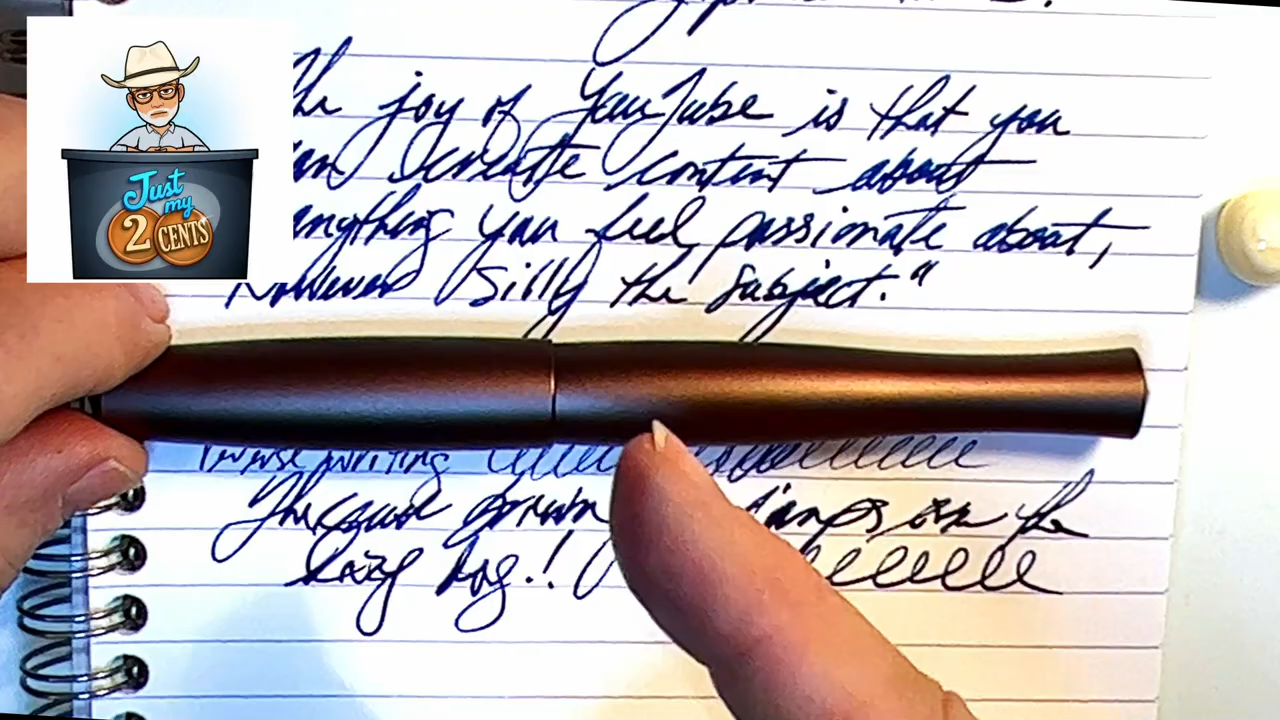 Just
my
2 CENTS
The joy of YouTube is that you
can create content about
anything you feel passionate about,
however silly the subject."
reverse writing
The quick brown jumps over the
lazy dog.!